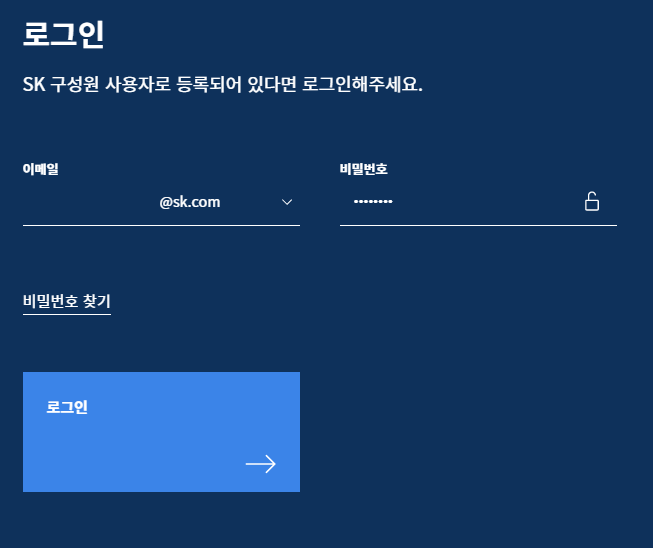 로그인
SK 구성원 사용자로 등록되어 있다면 로그인해주세요.
이메일
비밀번호
@sk.com
••••••••
비밀번호 찾기
로그인